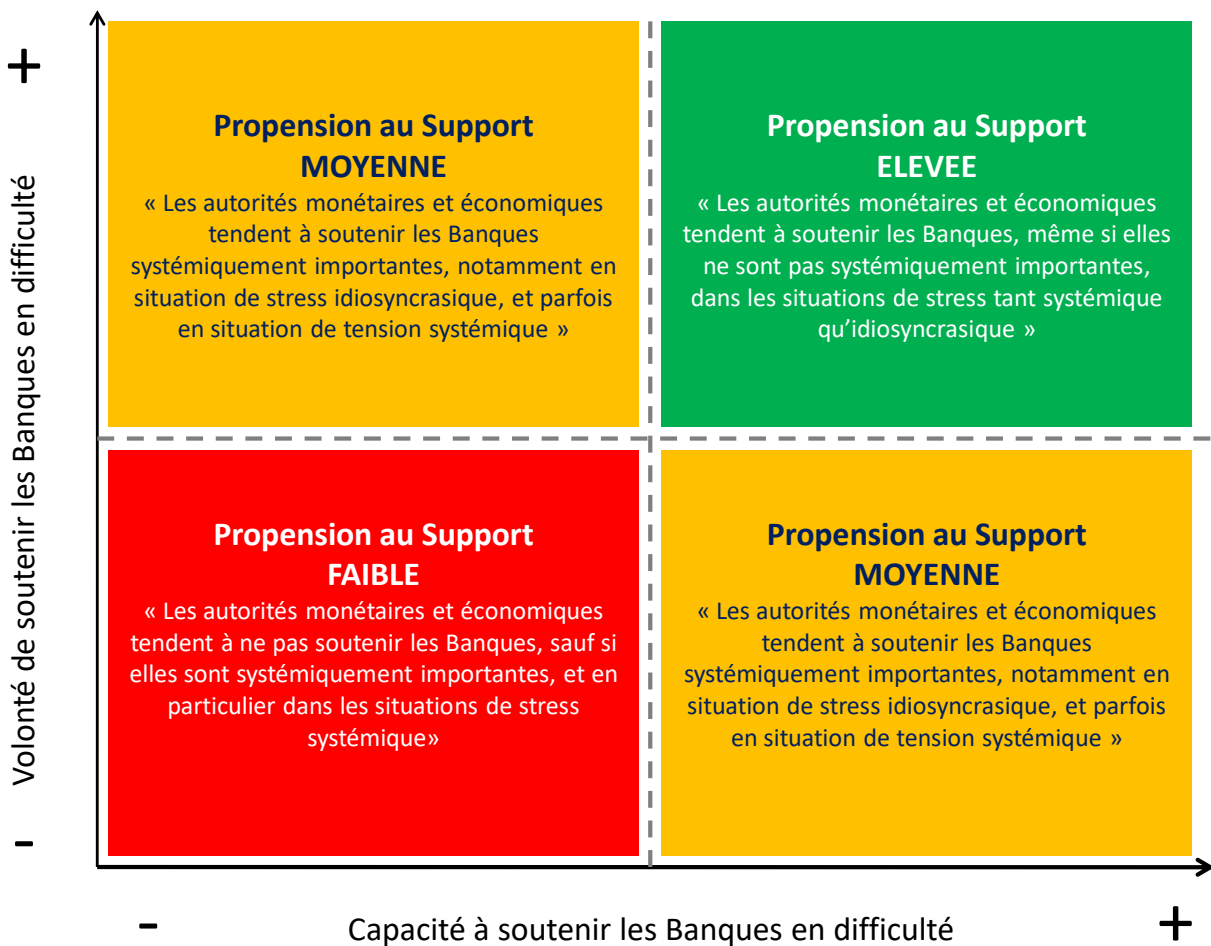 +
Volonté de soutenir les Banques en difficulté
-
Propension au Support
MOYENNE
« Les autorités monétaires et économiques
tendent à soutenir les Banques
systémiquement importantes, notamment en
situation de stress idiosyncrasique, et parfois
en situation de tension systémique »
Propension au Support
ELEVEE
« Les autorités monétaires et économiques
tendent à soutenir les Banques, même si elles
ne sont pas systémiquement importantes,
dans les situations de stress tant systémique
qu’idiosyncrasique »
Propension au Support
FAIBLE
« Les autorités monétaires et économiques
tendent à ne pas soutenir les Banques, sauf si
elles sont systémiquement importantes, et en
particulier dans les situations de stress
systémique»
Propension au Support
MOYENNE
« Les autorités monétaires et économiques
tendent à soutenir les Banques
systémiquement importantes, notamment en
situation de stress idiosyncrasique, et parfois
en situation de tension systémique »
-
Capacité à soutenir les Banques en difficulté
+